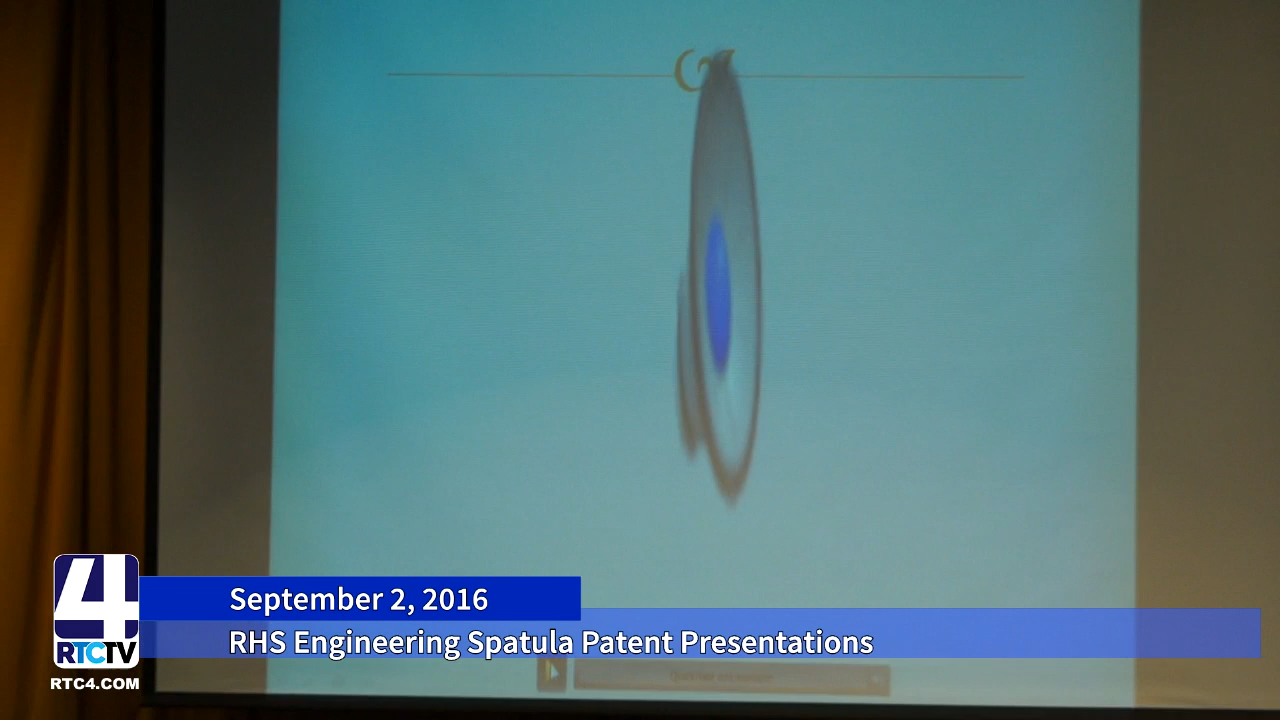 September 2, 2016
RHS Engineering Spatula Patent Presentations
4
RTCTV
RTC4.COM